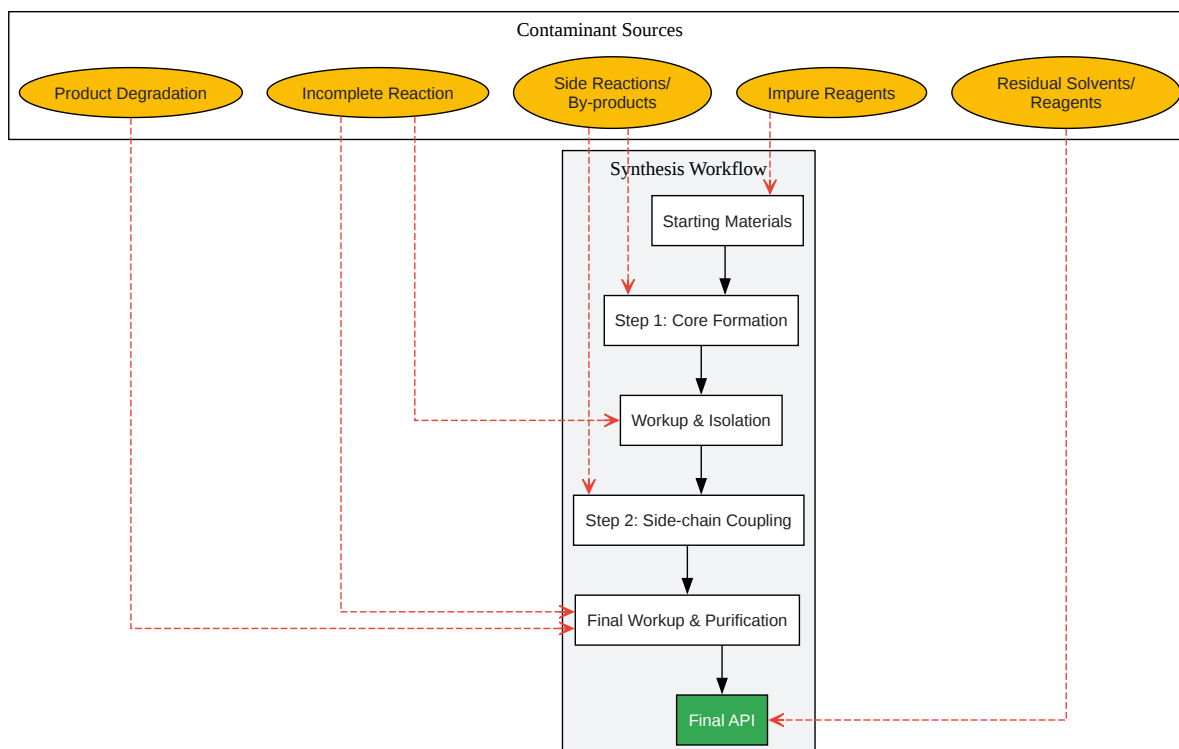 Contaminant Sources
Product Degradation
Incomplete Reaction
Side Reactions/
By-products
Impure Reagents
Residual Solvents/
Reagents
Synthesis Workflow
Starting Materials
Step 1: Core Formation
Workup & Isolation
Step 2: Side-chain Coupling
Final Workup & Purification
Final API